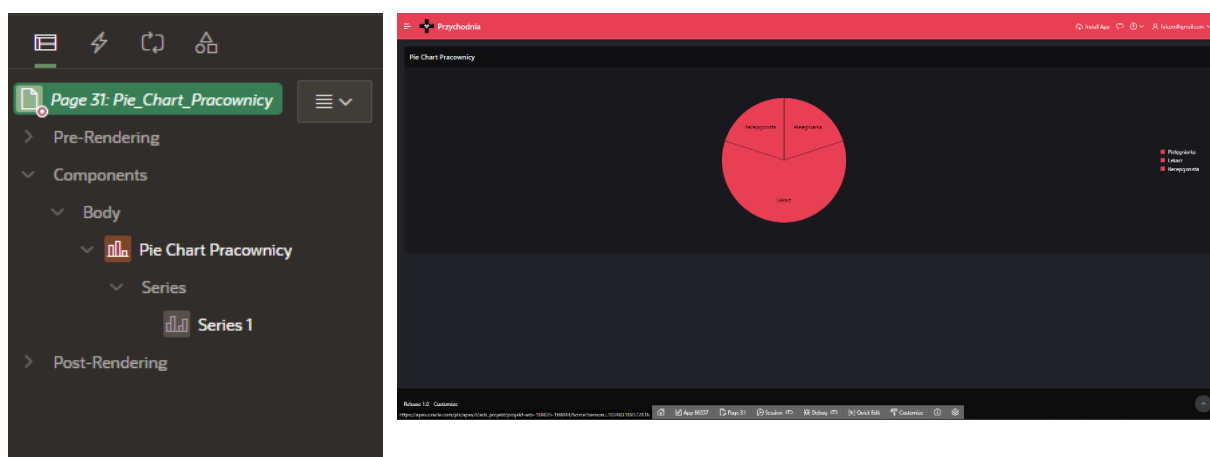 Page 31: Pie_Chart_Pracownicy
Pre-Rendering
Components
Body
Pie Chart Pracownicy
Series
Series 1
Post-Rendering
Przychodnia
Install App
Pie Chart Pracownicy
Recepcjonista
Pielęgniarka
Lekarz
Pielęgniarka
Lekarz
Recepcjonista
Release 1.0 Customize
Page 31
Session
Debug
Quick Edit
Customize